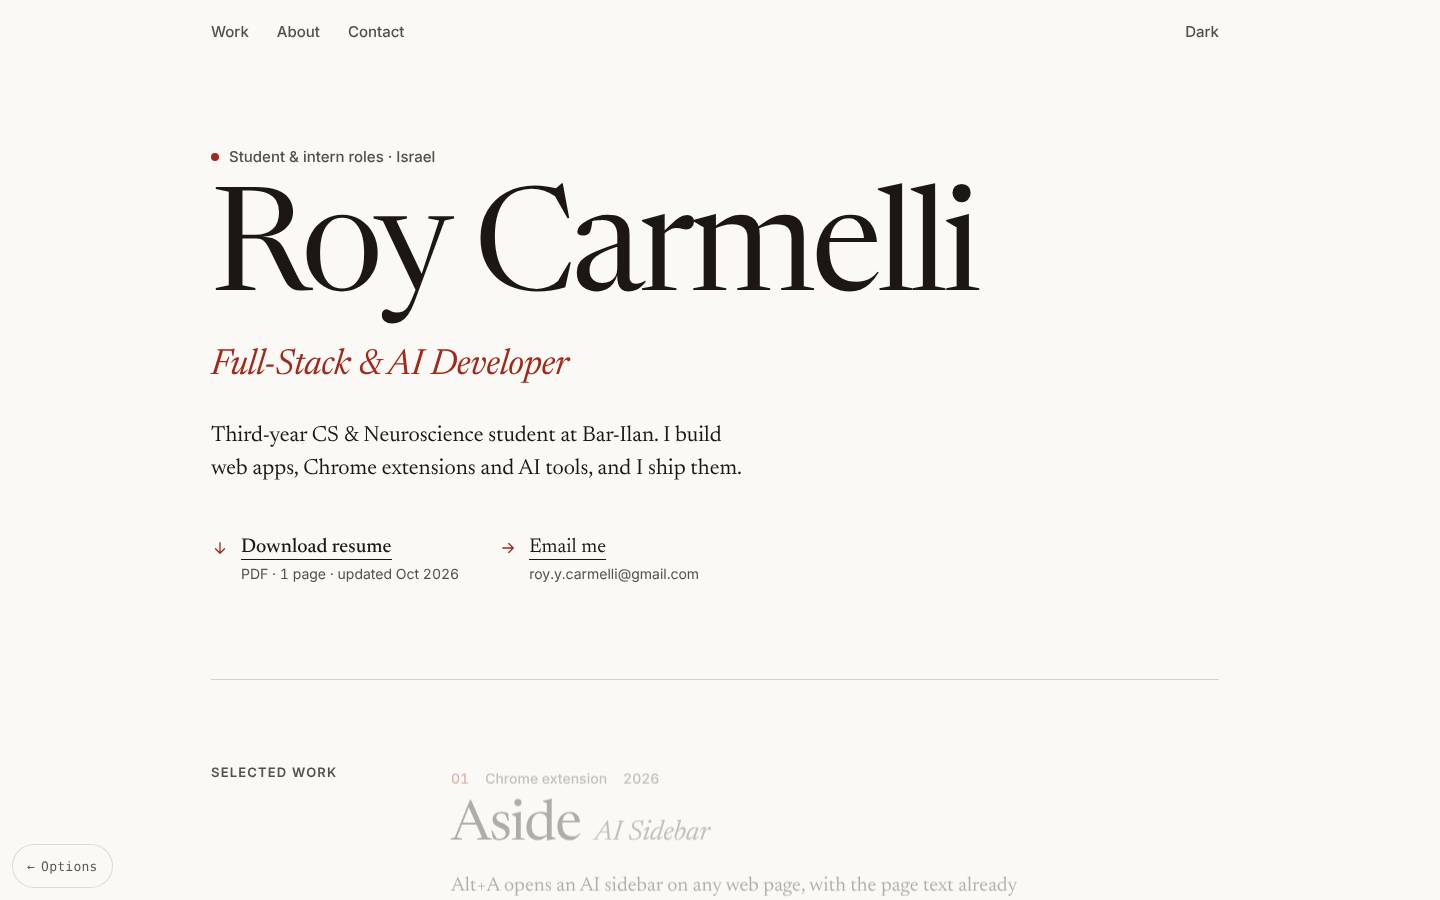 Work About Contact Dark
Student & intern roles · Israel
Roy Carmelli
Full-Stack & AI Developer
Third-year CS & Neuroscience student at Bar-Ilan. I build
web apps, Chrome extensions and AI tools, and I ship them.
↓ Download resume
PDF · 1 page · updated Oct 2026
→ Email me
roy.y.carmelli@gmail.com
SELECTED WORK
01 Chrome extension 2026
Aside AI Sidebar
Alt+A opens an AI sidebar on any web page, with the page text already
← Options